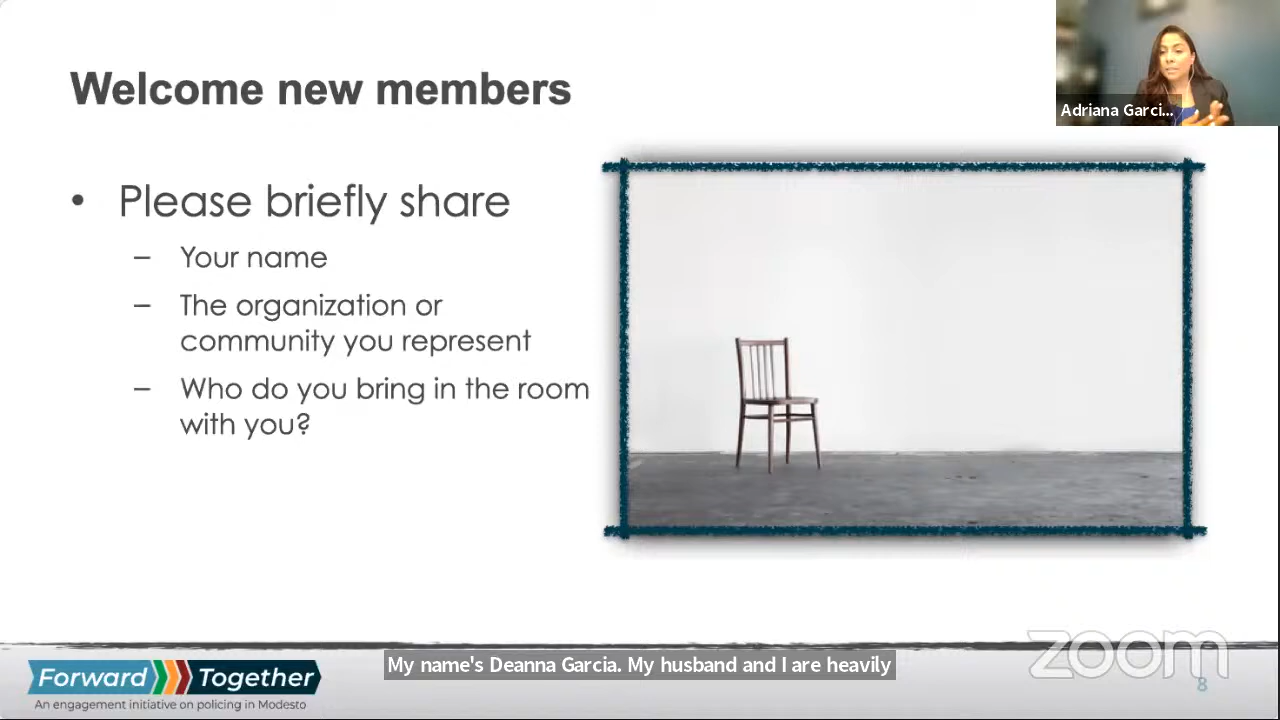 Welcome new members
Adriana Garci...
• Please briefly share
– Your name
– The organization or
community you represent
– Who do you bring in the room
with you?
zoom
8
My name's Deanna Garcia. My husband and I are heavily
Forward Together
An engagement initiative on policing in Modesto